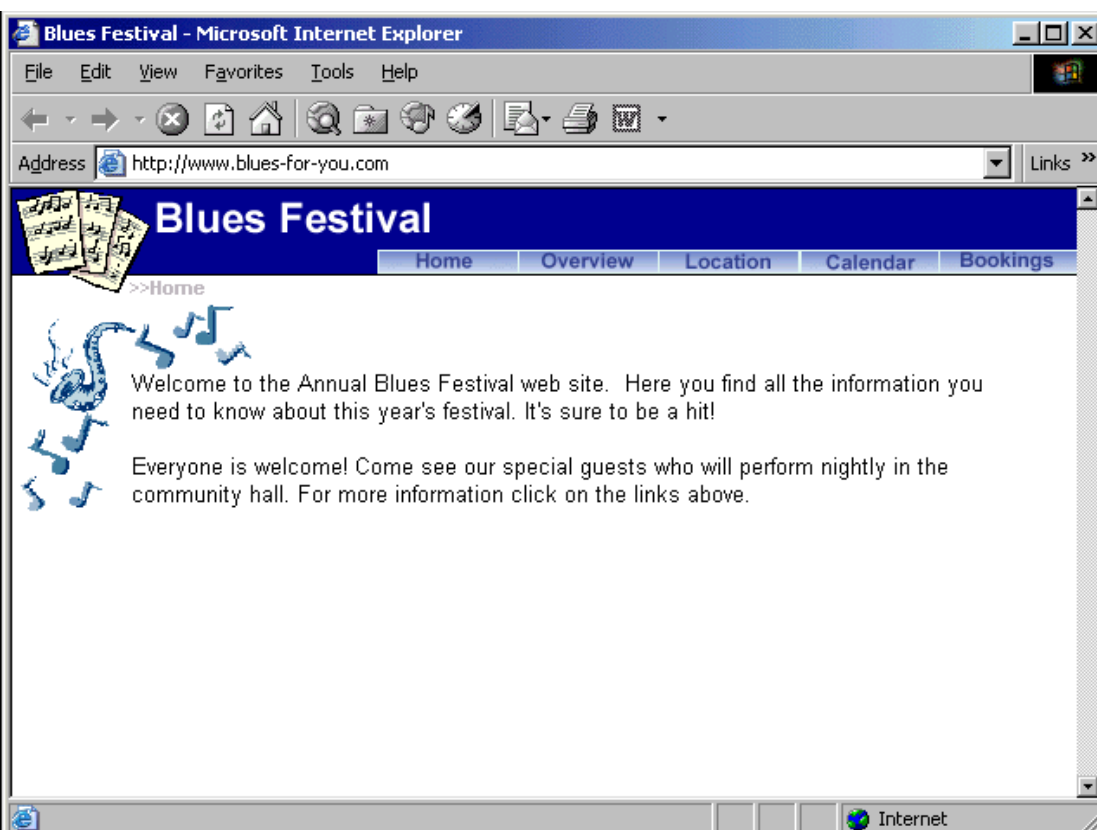 Blues Festival - Microsoft Internet Explorer
File Edit View Favorites Tools Help
Address http://www.blues-for-you.com Links »
Blues Festival
Home Overview Location Calendar Bookings
>>Home
Welcome to the Annual Blues Festival web site. Here you find all the information you
need to know about this year's festival. It's sure to be a hit!
Everyone is welcome! Come see our special guests who will perform nightly in the
community hall. For more information click on the links above.
Internet